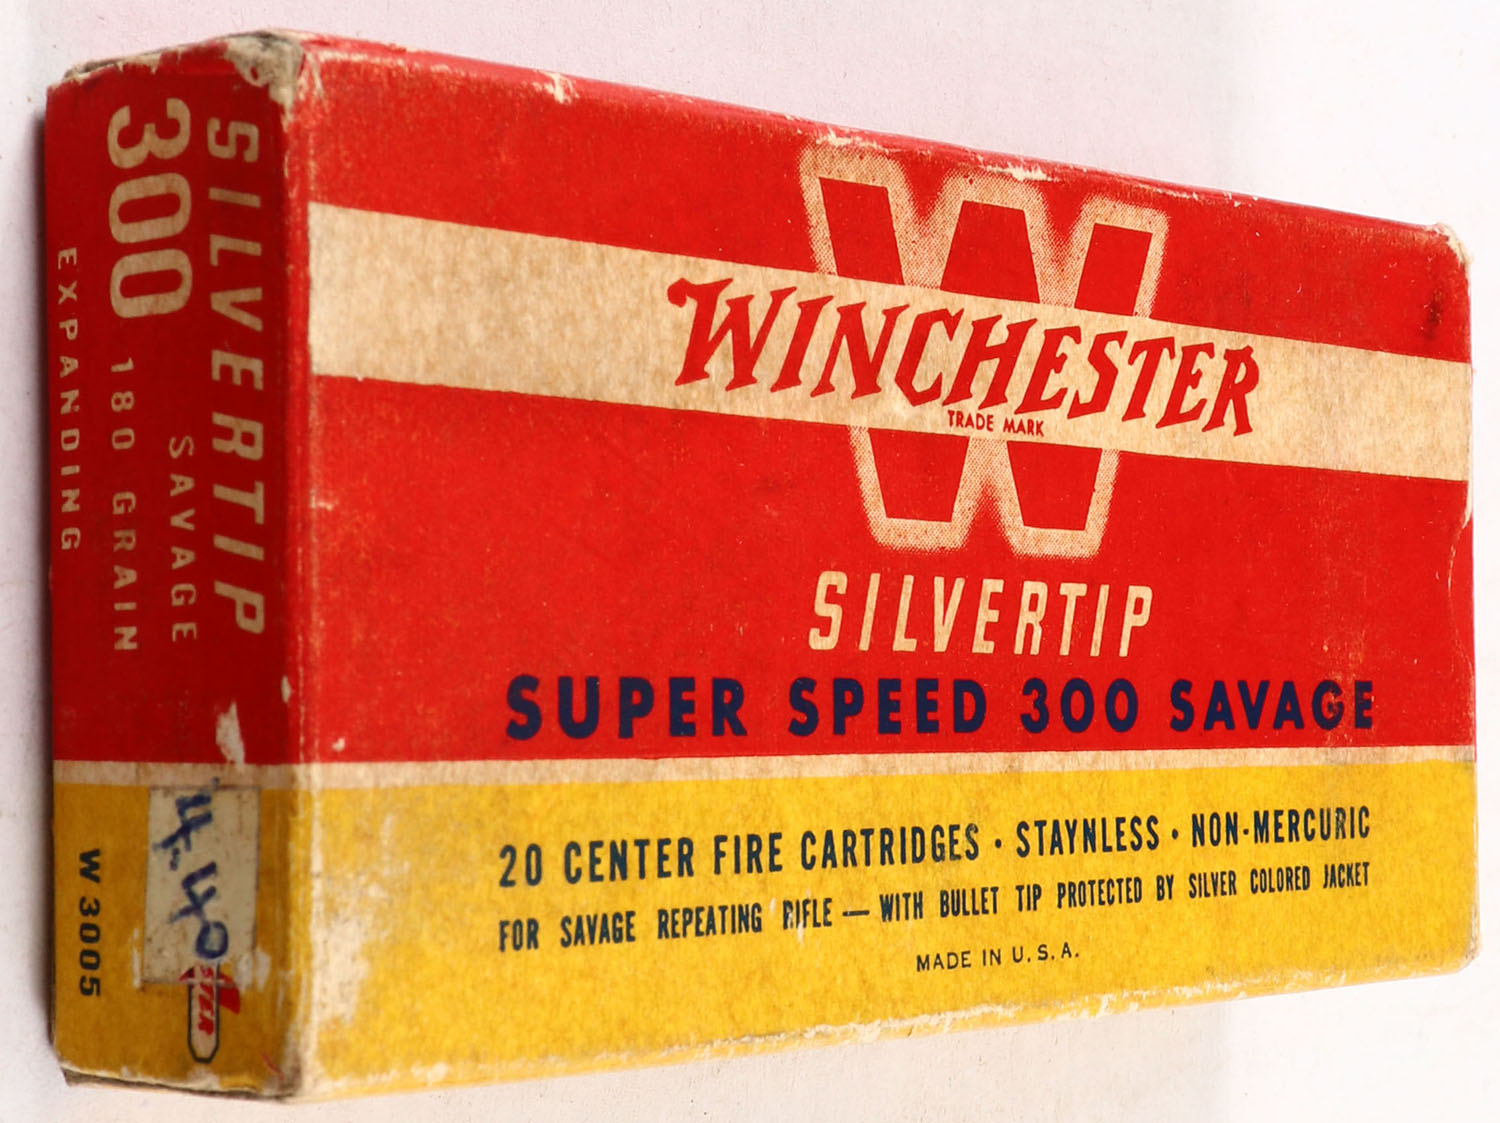 W
WINCHESTER
TRADE MARK
SILVERTIP
SUPER SPEED 300 SAVAGE
20 CENTER FIRE CARTRIDGES · STAYNLESS · NON-MERCURIC
FOR SAVAGE REPEATING RIFLE — WITH BULLET TIP PROTECTED BY SILVER COLORED JACKET
MADE IN U.S.A.
SILVERTIP
300 SAVAGE
180 GRAIN
EXPANDING
4-40
W 3005